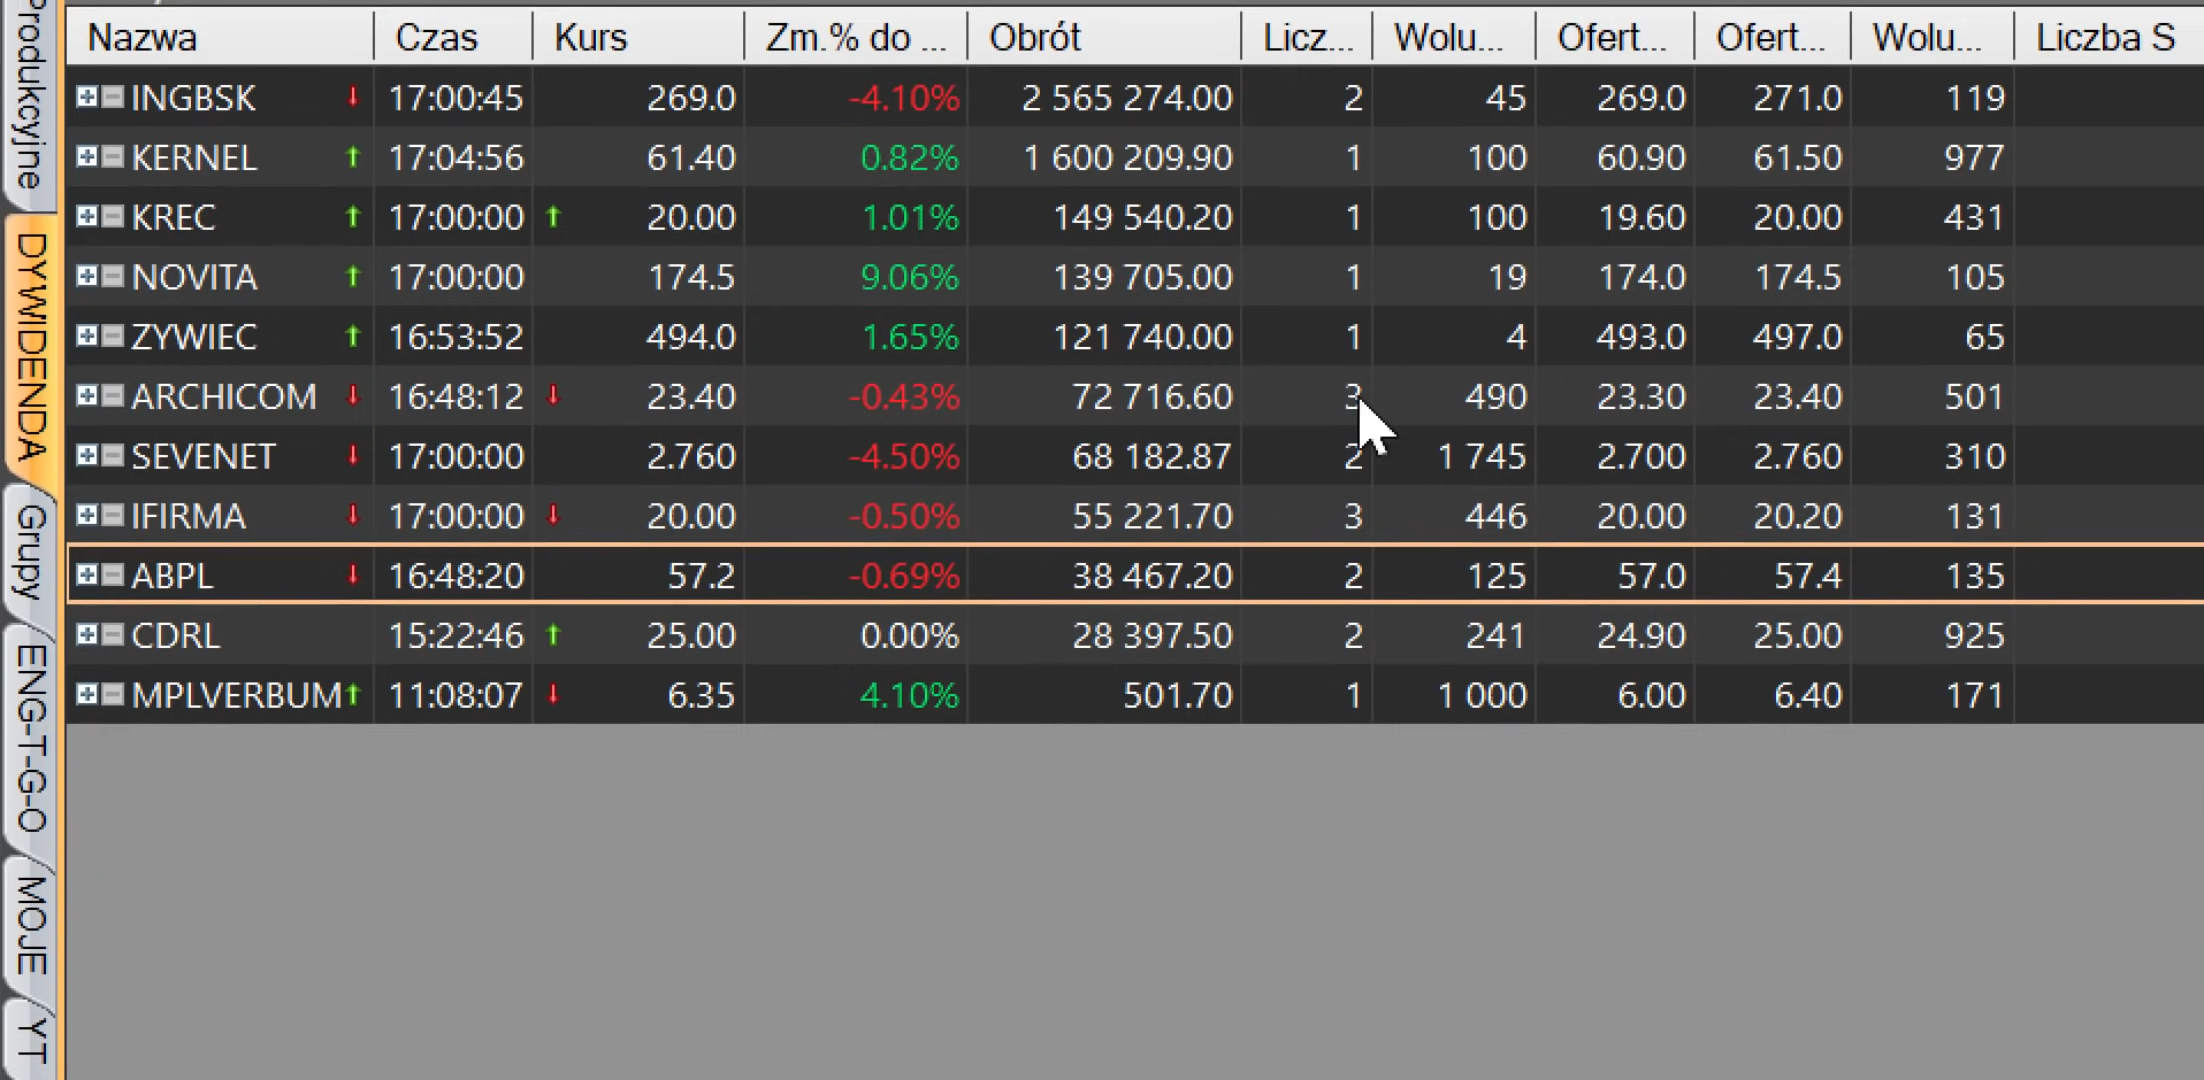 Nazwa Czas Kurs Zm.% do ... Obrót Licz... Wolu... Ofert... Ofert... Wolu... Liczba S
INGBSK 17:00:45 269.0 -4.10% 2 565 274.00 2 45 269.0 271.0 119
KERNEL 17:04:56 61.40 0.82% 1 600 209.90 1 100 60.90 61.50 977
KREC 17:00:00 20.00 1.01% 149 540.20 1 100 19.60 20.00 431
NOVITA 17:00:00 174.5 9.06% 139 705.00 1 19 174.0 174.5 105
ZYWIEC 16:53:52 494.0 1.65% 121 740.00 1 4 493.0 497.0 65
ARCHICOM 16:48:12 23.40 -0.43% 72 716.60 3 490 23.30 23.40 501
SEVENET 17:00:00 2.760 -4.50% 68 182.87 2 1 745 2.700 2.760 310
IFIRMA 17:00:00 20.00 -0.50% 55 221.70 3 446 20.00 20.20 131
ABPL 16:48:20 57.2 -0.69% 38 467.20 2 125 57.0 57.4 135
CDRL 15:22:46 25.00 0.00% 28 397.50 2 241 24.90 25.00 925
MPLVERBUM 11:08:07 6.35 4.10% 501.70 1 1 000 6.00 6.40 171
Produkcyjne
DYWIDENDA
Grupy
ENG-T-G-O
MOJE
YT